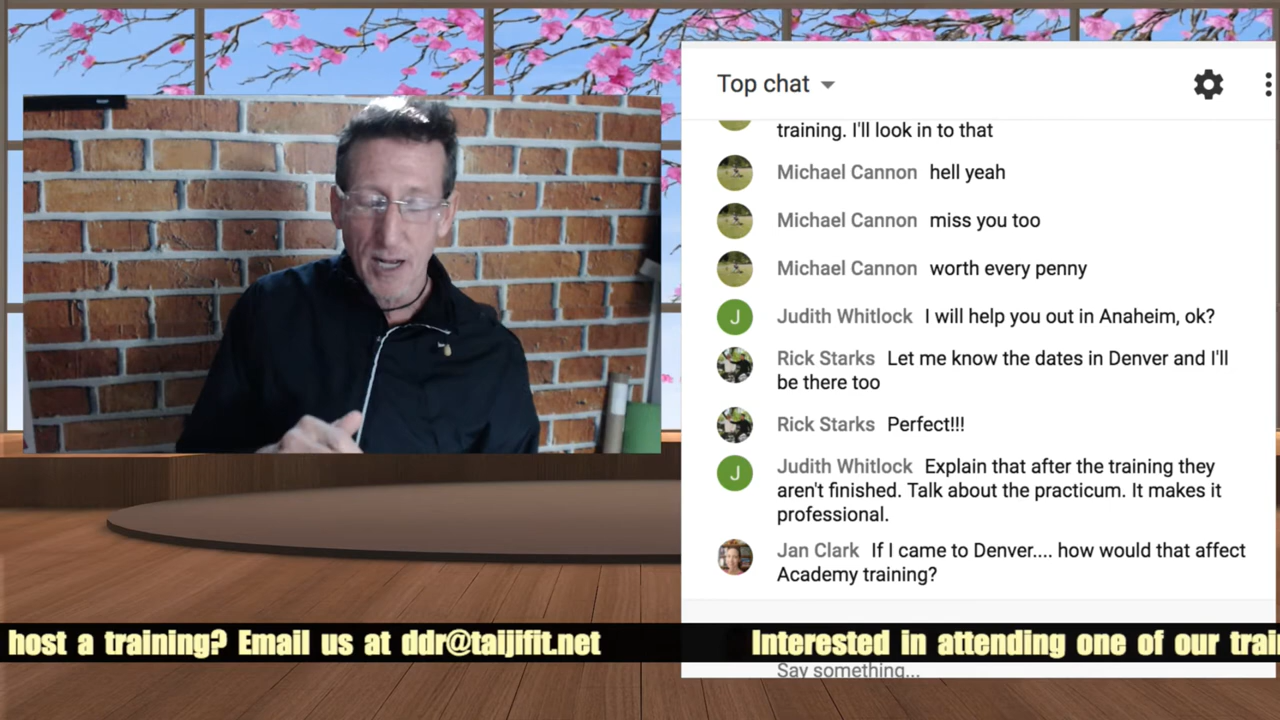 Top chat
training. I'll look in to that
Michael Cannon hell yeah
Michael Cannon miss you too
Michael Cannon worth every penny
J
Judith Whitlock I will help you out in Anaheim, ok?
Rick Starks Let me know the dates in Denver and I'll
be there too
Rick Starks Perfect!!!
J
Judith Whitlock Explain that after the training they
aren't finished. Talk about the practicum. It makes it
professional.
Jan Clark If I came to Denver.... how would that affect
Academy training?
host a training? Email us at ddr@taijifit.net
Interested in attending one of our trai
Say something...